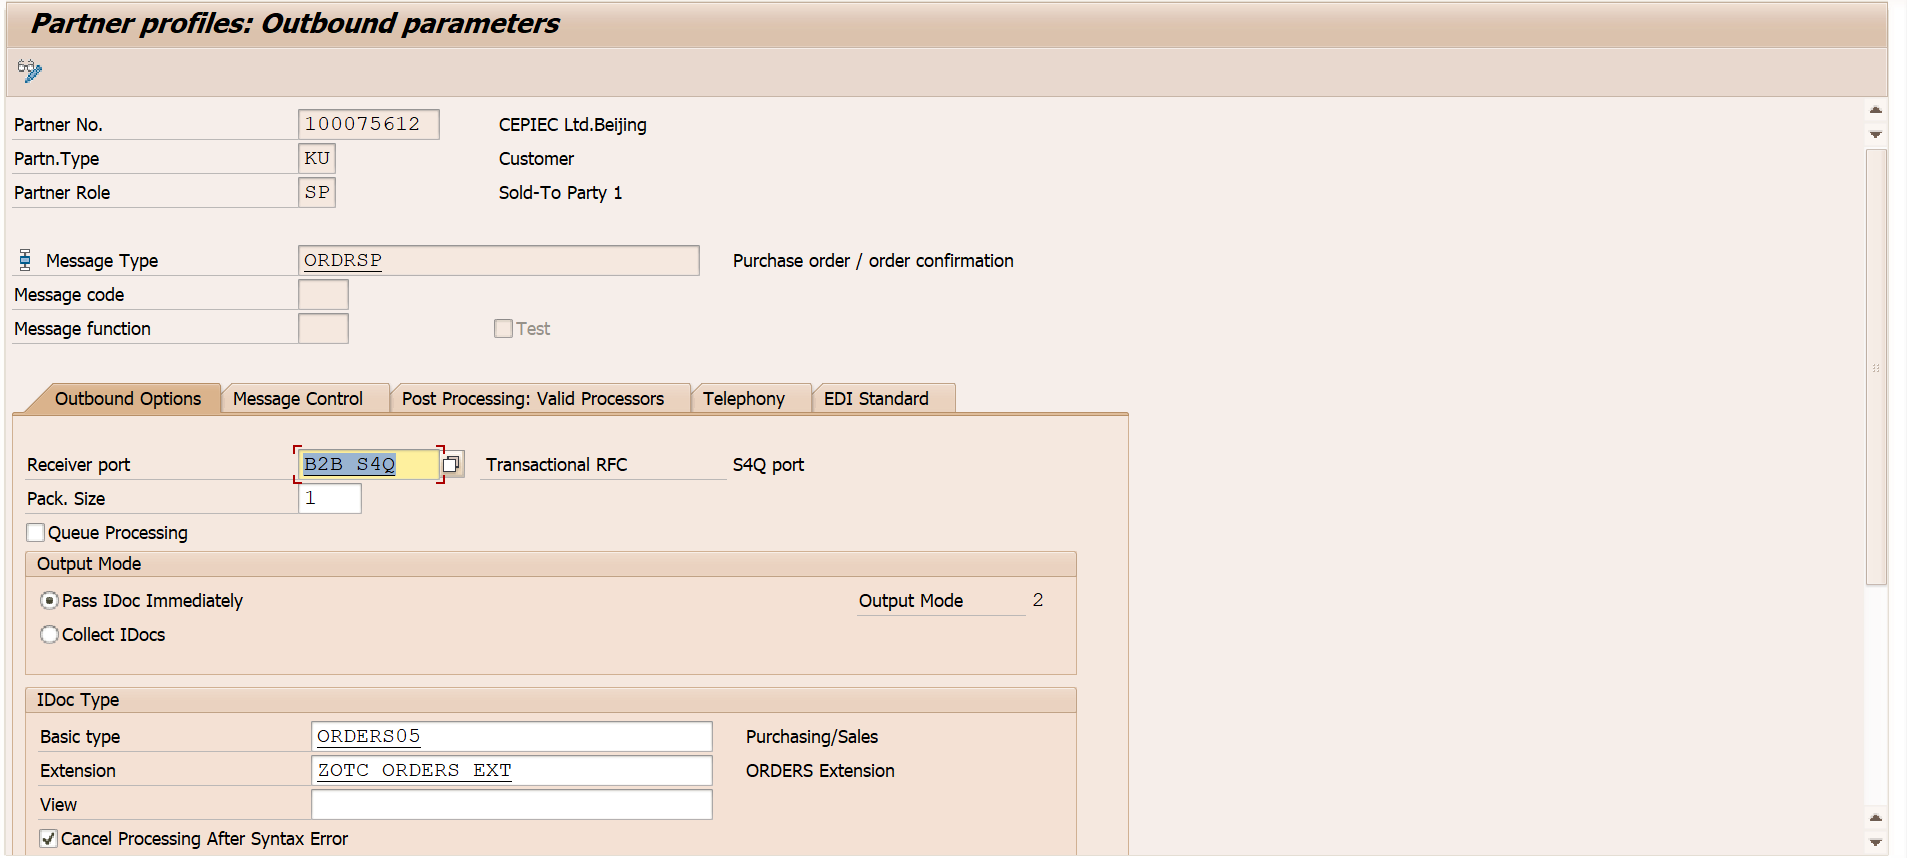 Partner profiles: Outbound parameters
Partner No. 100075612 CEPIEC Ltd.Beijing
Partn.Type KU Customer
Partner Role SP Sold-To Party 1
Message Type ORDRSP Purchase order / order confirmation
Message code
Message function Test
Outbound Options Message Control Post Processing: Valid Processors Telephony EDI Standard
Receiver port B2B_S4Q Transactional RFC S4Q port
Pack. Size 1
Queue Processing
Output Mode
Pass IDoc Immediately Output Mode 2
Collect IDocs
IDoc Type
Basic type ORDERS05 Purchasing/Sales
Extension ZOTC_ORDERS_EXT ORDERS Extension
View
Cancel Processing After Syntax Error